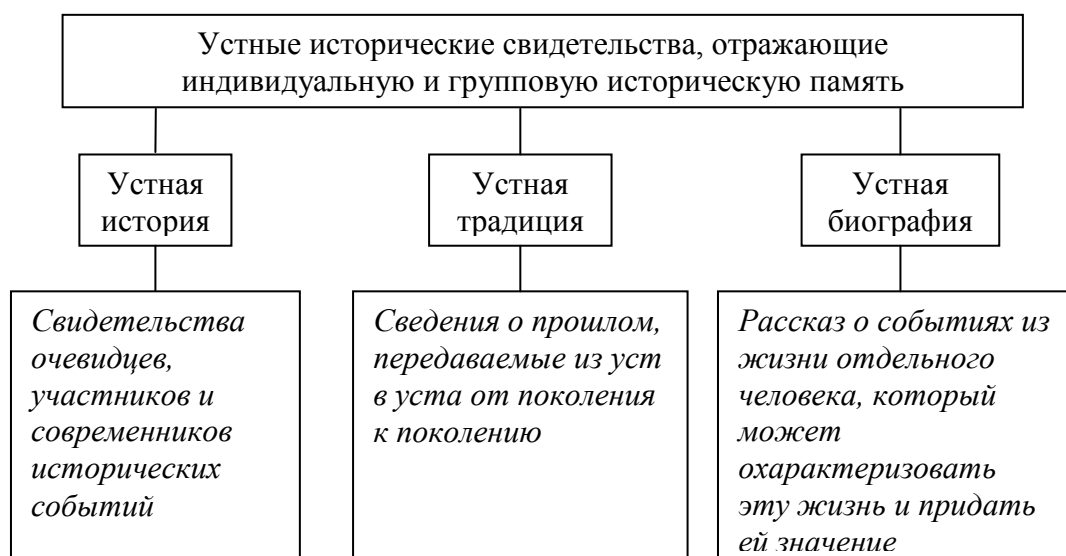 Устные исторические свидетельства, отражающие
индивидуальную и групповую историческую память
Устная
история
Устная
традиция
Устная
биография
Свидетельства
очевидцев,
участников и
современников
исторических
событий
Сведения о прошлом,
передаваемые из уст
в уста от поколения
к поколению
Рассказ о событиях из
жизни отдельного
человека, который
может
охарактеризовать
эту жизнь и придать
ей значение